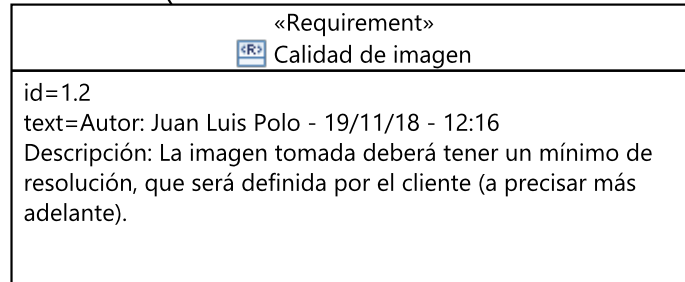 «Requirement»
<R> Calidad de imagen
id=1.2
text=Autor: Juan Luis Polo - 19/11/18 - 12:16
Descripción: La imagen tomada deberá tener un mínimo de
resolución, que será definida por el cliente (a precisar más
adelante).